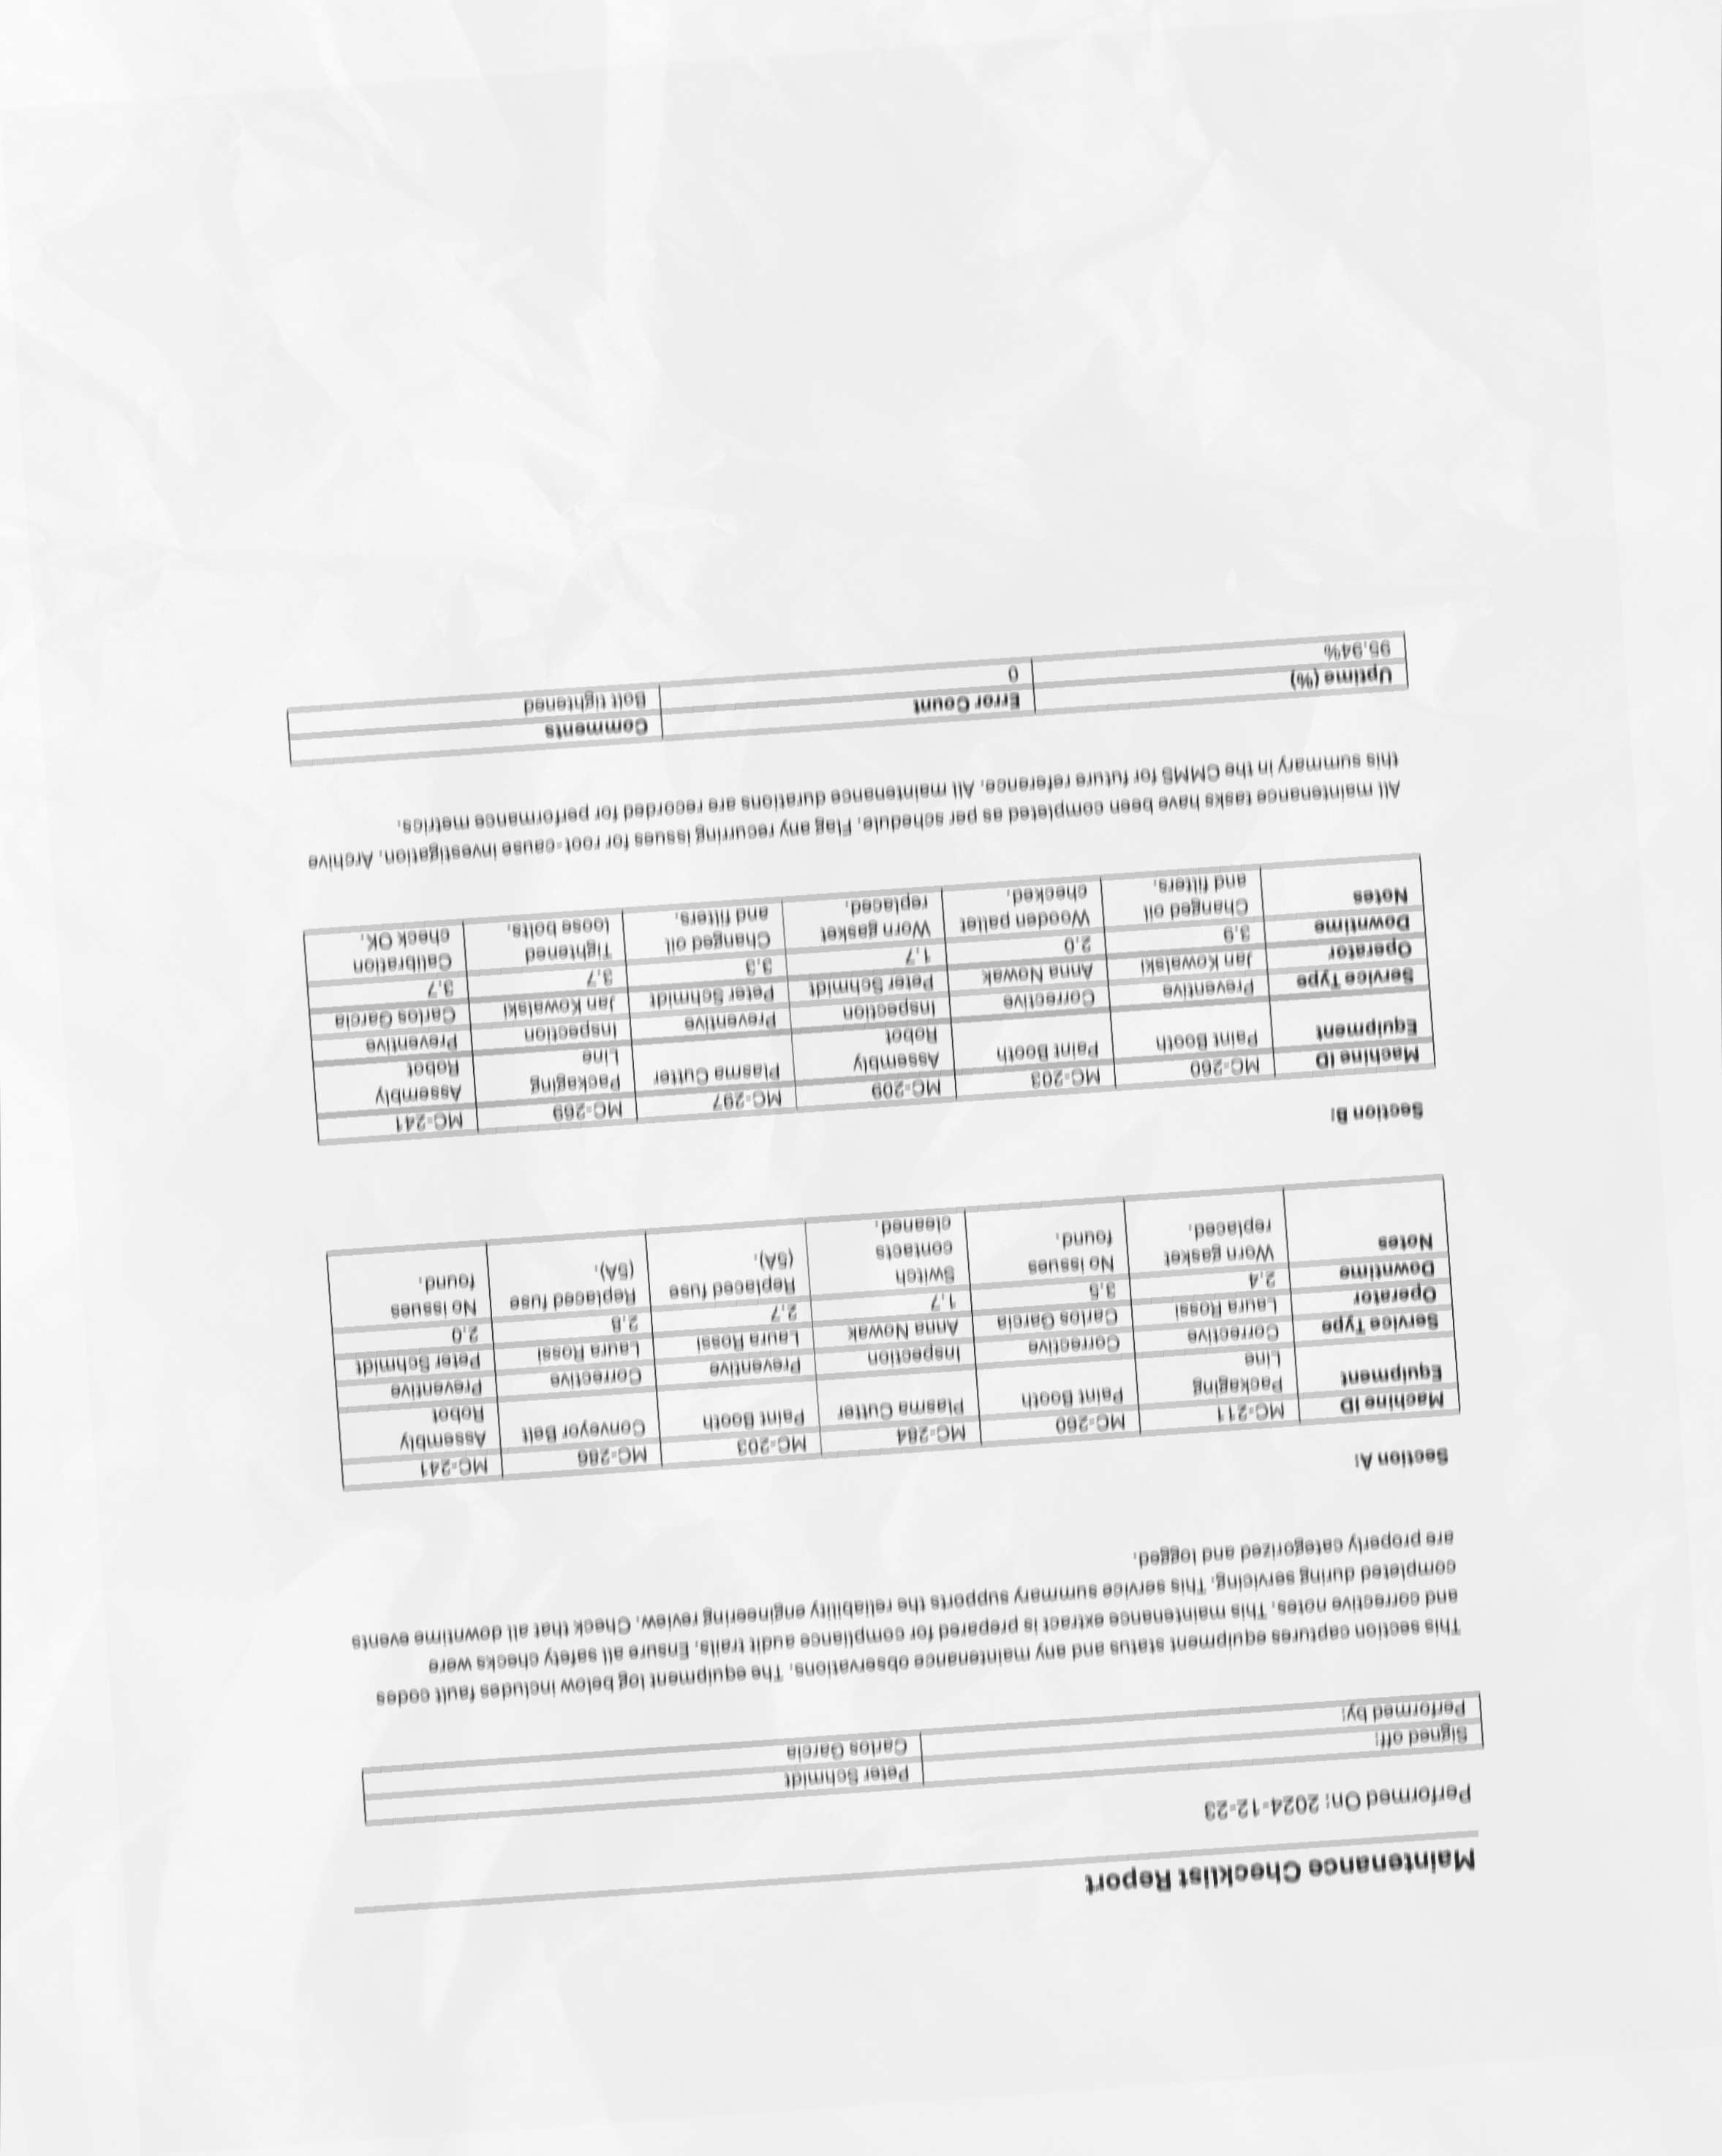 Maintenance Checklist Report
Performed On: 2024-12-23
Signed off: Peter Schmidt
Performed by: Carlos Garcia
This section captures equipment status and any maintenance observations. The equipment log below includes fault codes
and corrective notes. This maintenance extract is prepared for compliance audit trails. Ensure all safety checks were
completed during servicing. This service summary supports the reliability engineering review. Check that all downtime events
are properly categorized and logged.
Section A:
Machine ID MC-211 MC-260 MC-284 MC-203 MC-286 MC-241
Equipment Packaging Paint Booth Plasma Cutter Paint Booth Conveyor Belt Assembly
Line Robot
Service Type Corrective Corrective Inspection Preventive Corrective Preventive
Operator Laura Rossi Carlos Garcia Anna Nowak Laura Rossi Laura Rossi Peter Schmidt
Downtime 2,4 3,5 1,7 2,7 2,8 2,0
Notes Worn gasket No issues Switch Replaced fuse Replaced fuse No issues
replaced. found. contacts (5A). (5A). found.
cleaned.
Section B:
Machine ID MC-260 MC-203 MC-209 MC-297 MC-269 MC-241
Equipment Paint Booth Paint Booth Assembly Plasma Cutter Packaging Assembly
Robot Line Robot
Service Type Preventive Corrective Inspection Preventive Inspection Preventive
Operator Jan Kowalski Anna Nowak Peter Schmidt Peter Schmidt Jan Kowalski Carlos Garcia
Downtime 3,9 2,0 1,7 3,3 3,7 3,7
Notes Changed oil Wooden pallet Worn gasket Changed oil Tightened Calibration
and filters. checked. replaced. and filters. loose bolts. check OK.
All maintenance tasks have been completed as per schedule. Flag any recurring issues for root-cause investigation. Archive
this summary in the CMMS for future reference. All maintenance durations are recorded for performance metrics.
Uptime (%) Error Count Comments
95.94% 0 Bolt tightened